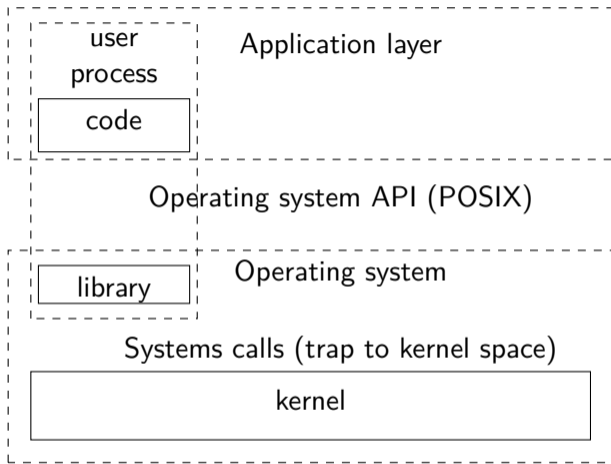 user
process
Application layer
code
Operating system API (POSIX)
Operating system
library
Systems calls (trap to kernel space)
kernel